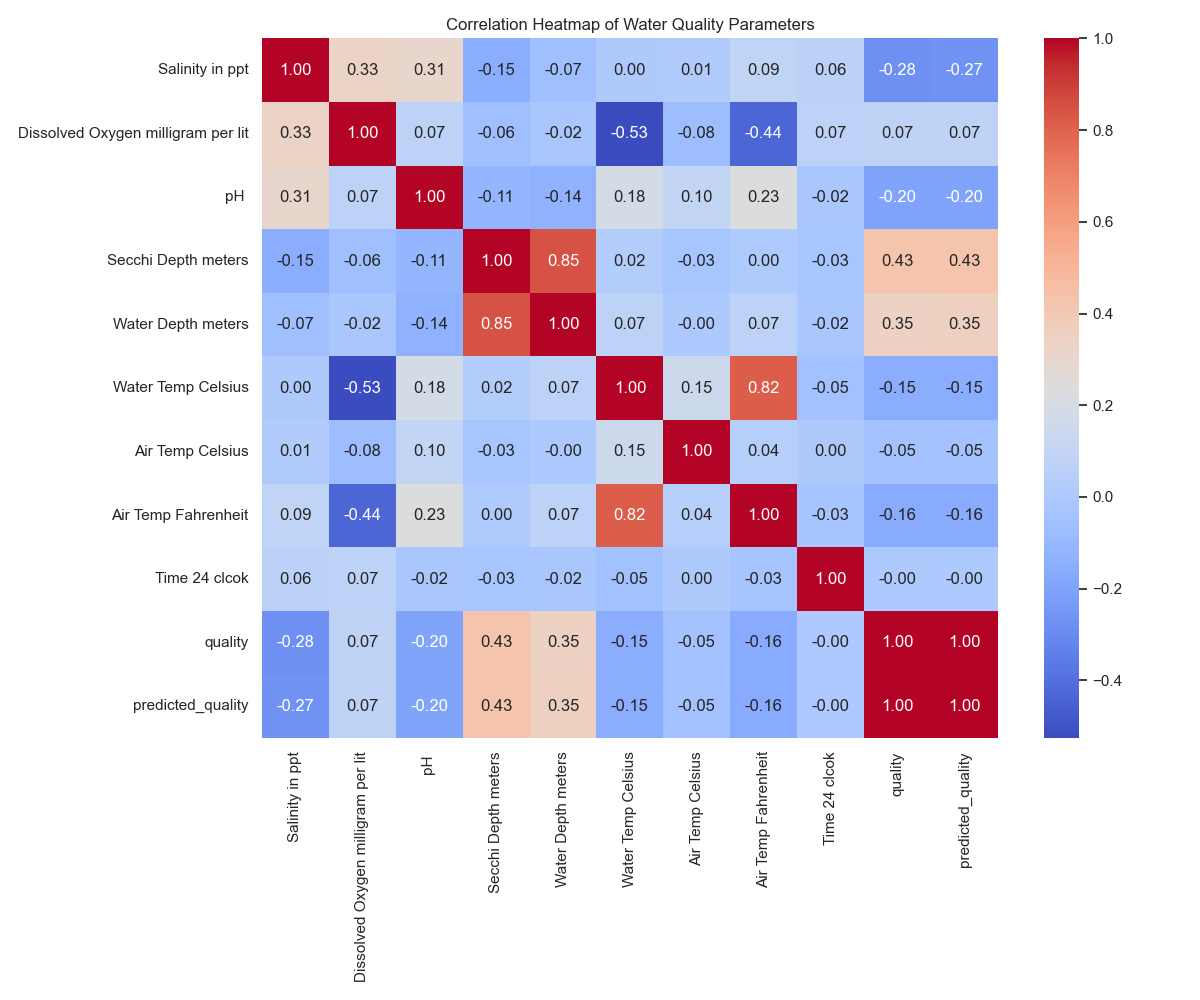 Correlation Heatmap of Water Quality Parameters
Salinity in ppt 1.00 0.33 0.31 -0.15 -0.07 0.00 0.01 0.09 0.06 -0.28 -0.27
Dissolved Oxygen milligram per lit 0.33 1.00 0.07 -0.06 -0.02 -0.53 -0.08 -0.44 0.07 0.07 0.07
pH 0.31 0.07 1.00 -0.11 -0.14 0.18 0.10 0.23 -0.02 -0.20 -0.20
Secchi Depth meters -0.15 -0.06 -0.11 1.00 0.85 0.02 -0.03 0.00 -0.03 0.43 0.43
Water Depth meters -0.07 -0.02 -0.14 0.85 1.00 0.07 -0.00 0.07 -0.02 0.35 0.35
Water Temp Celsius 0.00 -0.53 0.18 0.02 0.07 1.00 0.15 0.82 -0.05 -0.15 -0.15
Air Temp Celsius 0.01 -0.08 0.10 -0.03 -0.00 0.15 1.00 0.04 0.00 -0.05 -0.05
Air Temp Fahrenheit 0.09 -0.44 0.23 0.00 0.07 0.82 0.04 1.00 -0.03 -0.16 -0.16
Time 24 clcok 0.06 0.07 -0.02 -0.03 -0.02 -0.05 0.00 -0.03 1.00 -0.00 -0.00
quality -0.28 0.07 -0.20 0.43 0.35 -0.15 -0.05 -0.16 -0.00 1.00 1.00
predicted_quality -0.27 0.07 -0.20 0.43 0.35 -0.15 -0.05 -0.16 -0.00 1.00 1.00
Salinity in ppt
Dissolved Oxygen milligram per lit
pH
Secchi Depth meters
Water Depth meters
Water Temp Celsius
Air Temp Celsius
Air Temp Fahrenheit
Time 24 clcok
quality
predicted_quality
1.0
0.8
0.6
0.4
0.2
0.0
−0.2
−0.4